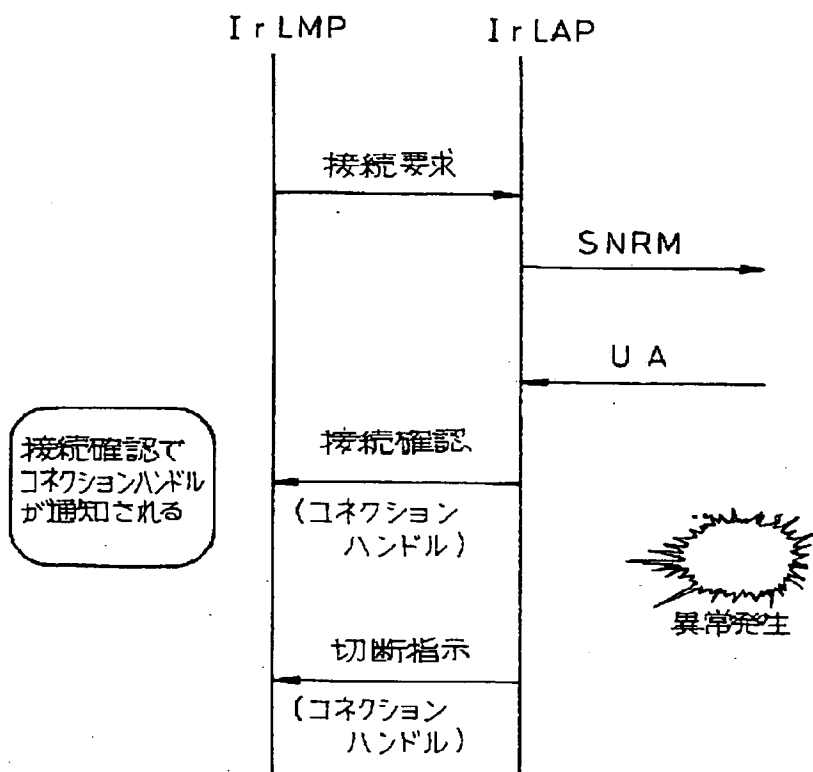 IrLMP
IrLAP
接続要求
SNRM
UA
接続確認で
コネクションハンドル
が通知される
接続確認
(コネクション
ハンドル)
異常発生
切断指示
(コネクション
ハンドル)